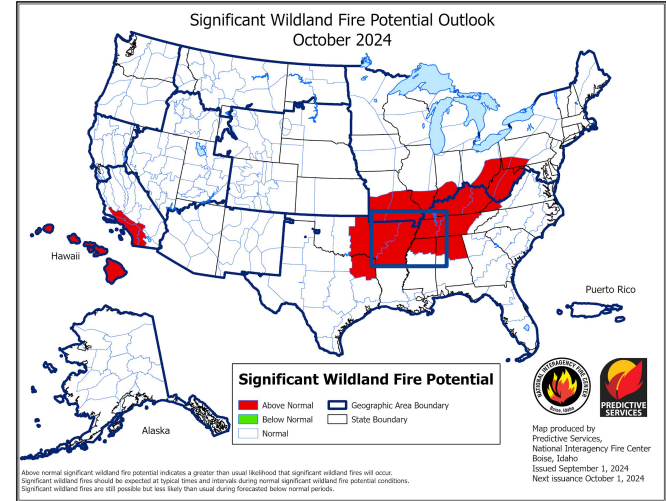 Significant Wildland Fire Potential Outlook
October 2024
Hawaii
Puerto Rico
Alaska
Significant Wildland Fire Potential
Above Normal
Below Normal
Normal
Geographic Area Boundary
State Boundary
NATIONAL INTERAGENCY FIRE CENTER
Boise, Idaho
PREDICTIVE
SERVICES
Map produced by
Predictive Services,
National Interagency Fire Center
Boise, Idaho
Issued September 1, 2024
Next issuance October 1, 2024
Above normal significant wildland fire potential indicates a greater than usual likelihood that significant wildland fires will occur.
Significant wildland fires should be expected at typical times and intervals during normal significant wildland fire potential conditions.
Significant wildland fires are still possible but less likely than usual during forecasted below normal periods.